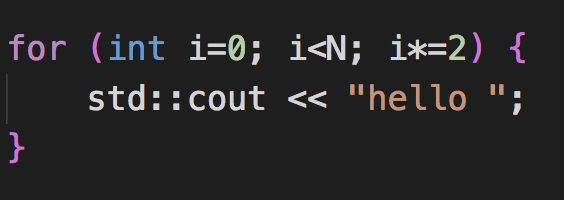 for (int i=0; i<N; i*=2) {
    std::cout << "hello ";
}